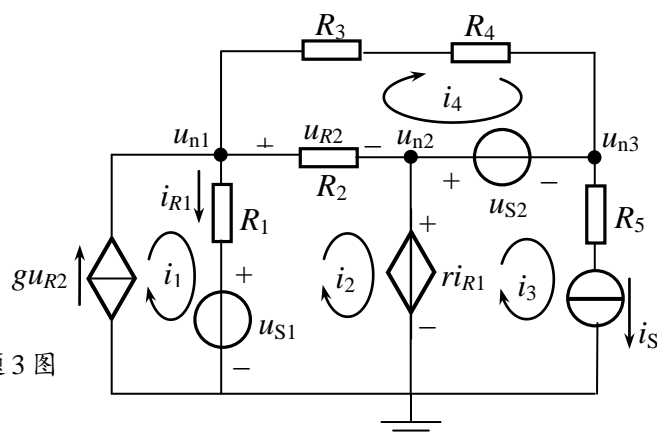 R3 R4
i4
un1 + uR2 − un2 un3
R2 + uS2 −
iR1 R1 R5
guR2 i1 + uS1 − i2 + riR1 − i3 iS
题 3 图